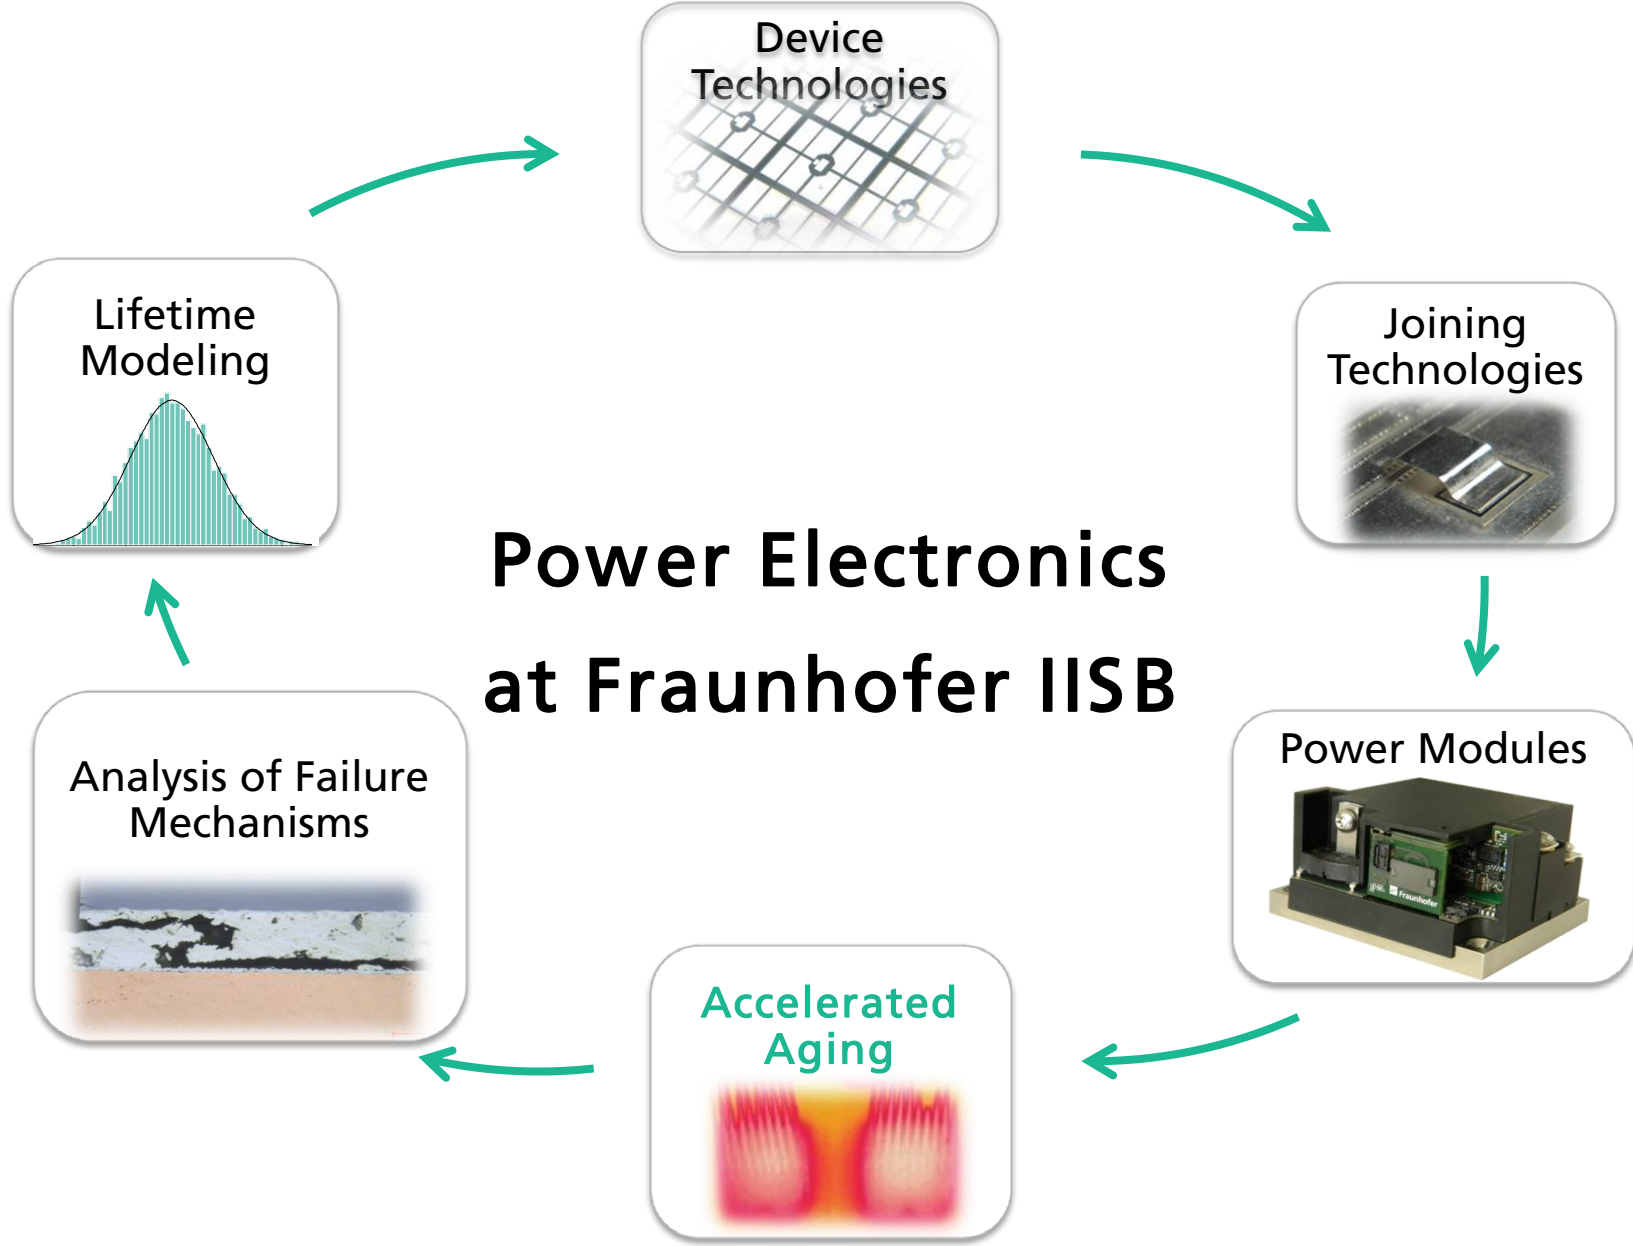 Device
Technologies
Joining
Technologies
Power Modules
Fraunhofer
Accelerated
Aging
Analysis of Failure
Mechanisms
Lifetime
Modeling
Power Electronics
at Fraunhofer IISB